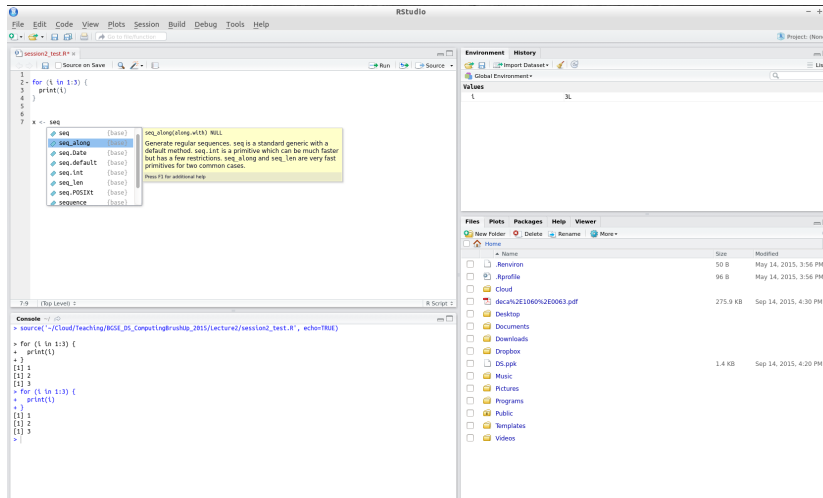 RStudio
File Edit Code View Plots Session Build Debug Tools Help
Go to file/function
Project: (None
session2_test.R* ×
Source on Save
Run
Source
1
2 for (i in 1:3) {
3 print(i)
4 }
5
6
7 x <- seq
seq {base}
seq_along {base}
seq.Date {base}
seq.default {base}
seq.int {base}
seq_len {base}
seq.POSIXt {base}
sequence {base}
seq_along(along.with) NULL
Generate regular sequences. seq is a standard generic with a
default method. seq.int is a primitive which can be much faster
but has a few restrictions. seq_along and seq_len are very fast
primitives for two common cases.
Press F1 for additional help
7:9 (Top Level) R Script
Console ~/
> source('~/Cloud/Teaching/BGSE_DS_ComputingBrushUp_2015/Lecture2/session2_test.R', echo=TRUE)
> for (i in 1:3) {
+ print(i)
+ }
[1] 1
[1] 2
[1] 3
> for (i in 1:3) {
+ print(i)
+ }
[1] 1
[1] 2
[1] 3
>
Environment History
Import Dataset
Lis
Global Environment
Values
i 3L
Files Plots Packages Help Viewer
New Folder Delete Rename More
Home
Name Size Modified
.Renviron 50 B May 14, 2015, 3:56 PM
.Rprofile 96 B May 14, 2015, 3:56 PM
Cloud
deca%2E1060%2E0063.pdf 275.9 KB Sep 14, 2015, 4:30 PM
Desktop
Documents
Downloads
Dropbox
DS.ppk 1.4 KB Sep 14, 2015, 4:20 PM
Music
Pictures
Programs
Public
Templates
Videos